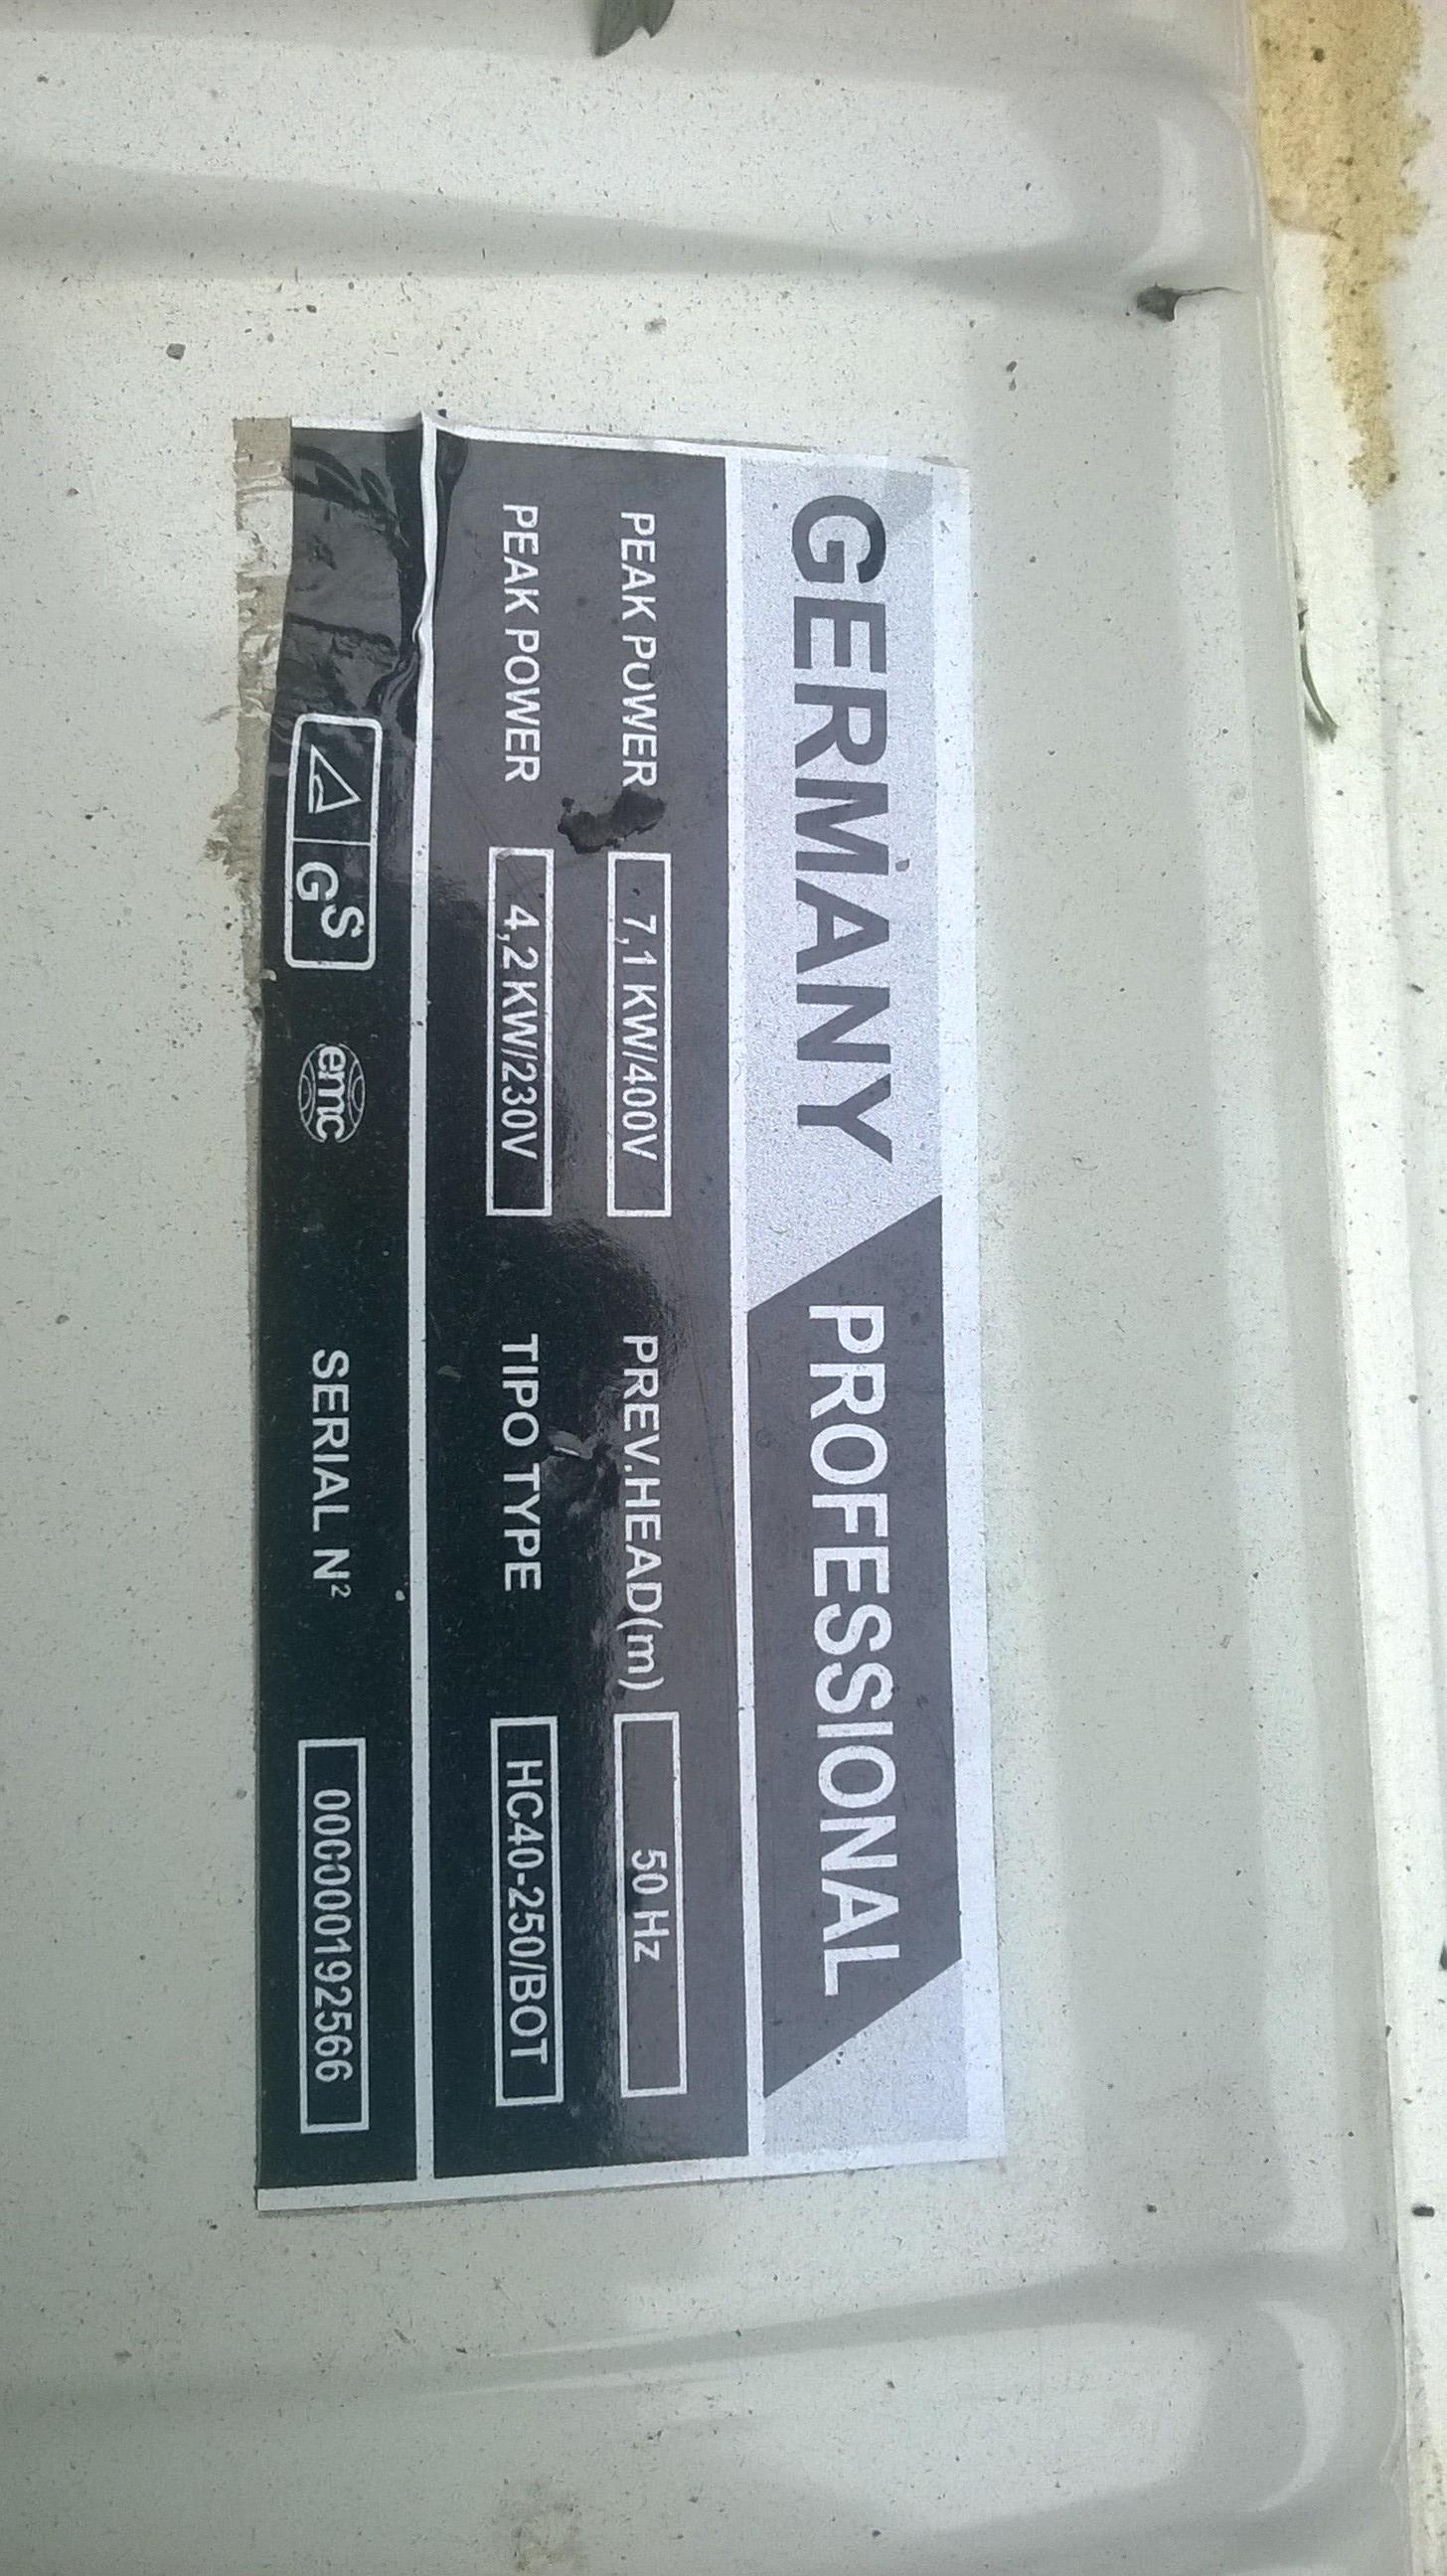 GERMANY PROFESSIONAL
PEAK POWER 7,1 KW/400V PREV.HEAD(m) 50 Hz
PEAK POWER 4,2 KW/230V TIPO TYPE HC40-250/BOT
GS emc SERIAL N² 0000000192566